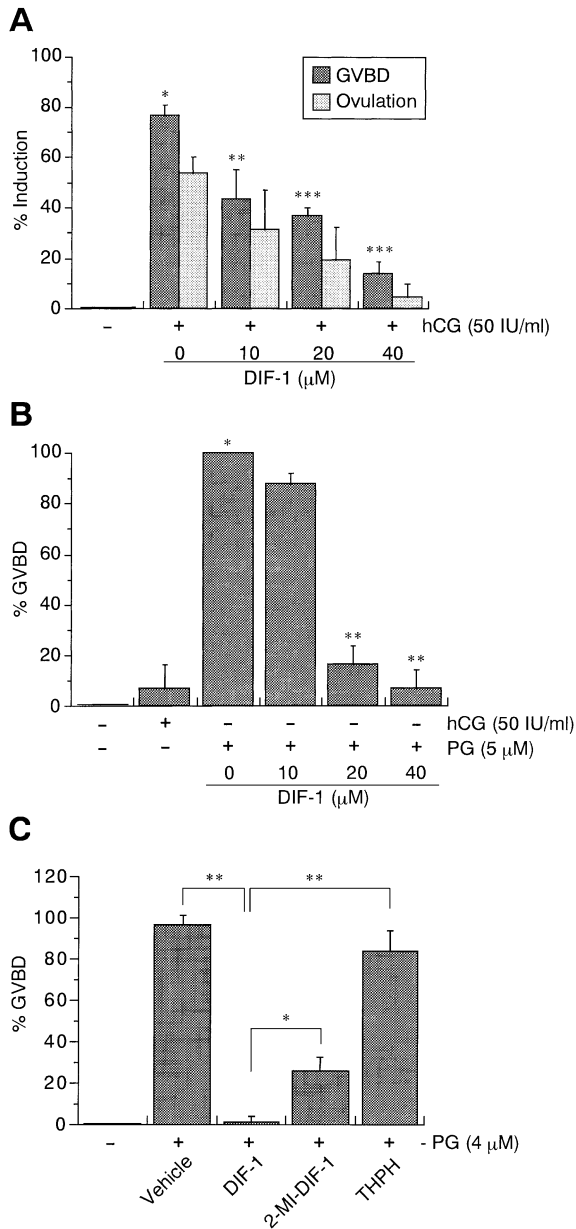 A
100
80
60
40
20
0
% Induction
GVBD
Ovulation
*
**
***
***
– + + + + hCG (50 IU/ml)
0 10 20 40
DIF-1 (μM)
B
100
80
60
40
20
0
% GVBD
*
**
**
– + – – – – hCG (50 IU/ml)
– – + + + + PG (5 μM)
0 10 20 40
DIF-1 (μM)
C
120
100
80
60
40
20
0
% GVBD
** **
*
– + + + + - PG (4 μM)
Vehicle
DIF-1
2-MI-DIF-1
THPH